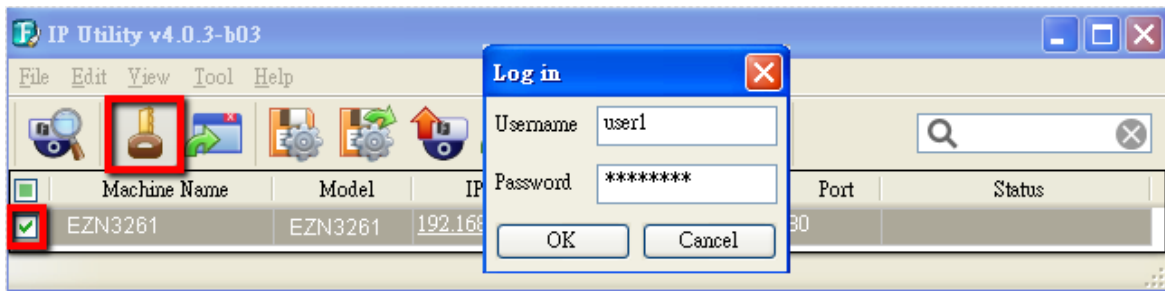 IP Utility v4.0.3-b03
File Edit View Tool Help
Log in
Username user1
Password ********
OK Cancel
Machine Name Model IP Port Status
EZN3261 EZN3261 192.168 80